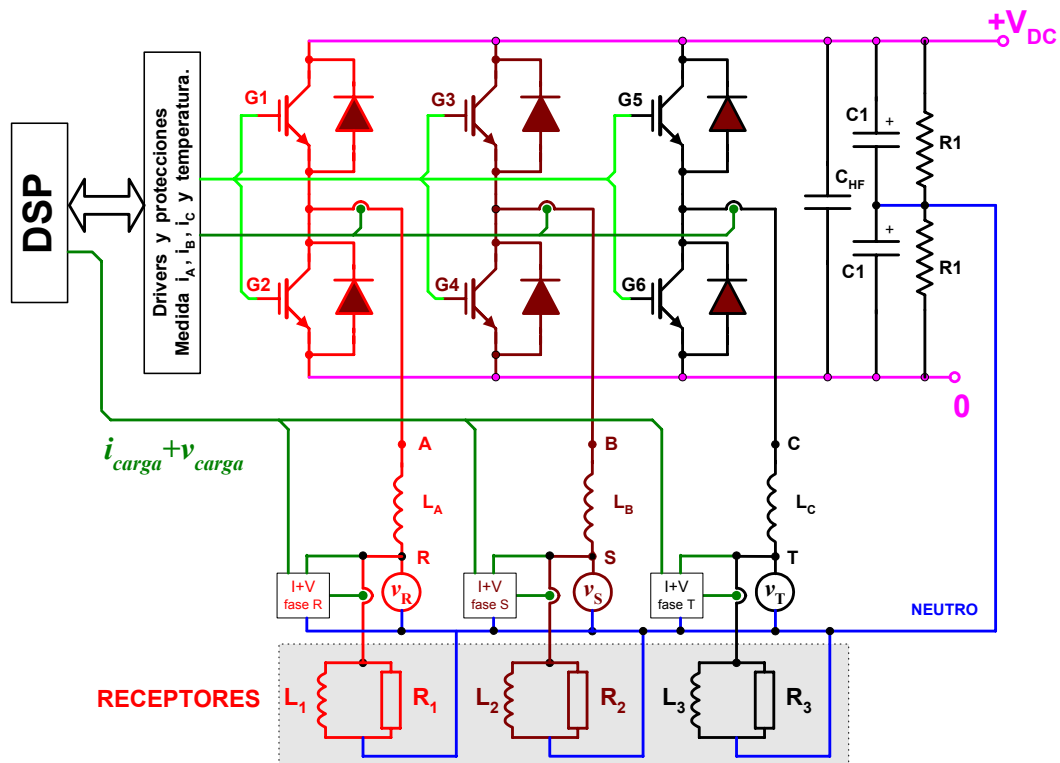 +VDC
DSP
Drivers y protecciones
Medida iA, iB, iC y temperatura.
G1
G3
G5
G2
G4
G6
CHF
C1
+
R1
C1
+
R1
0
icarga+vcarga
A
B
C
LA
LB
LC
R
S
T
I+V
fase R
vR
I+V
fase S
vS
I+V
fase T
vT
NEUTRO
RECEPTORES
L1
R1
L2
R2
L3
R3